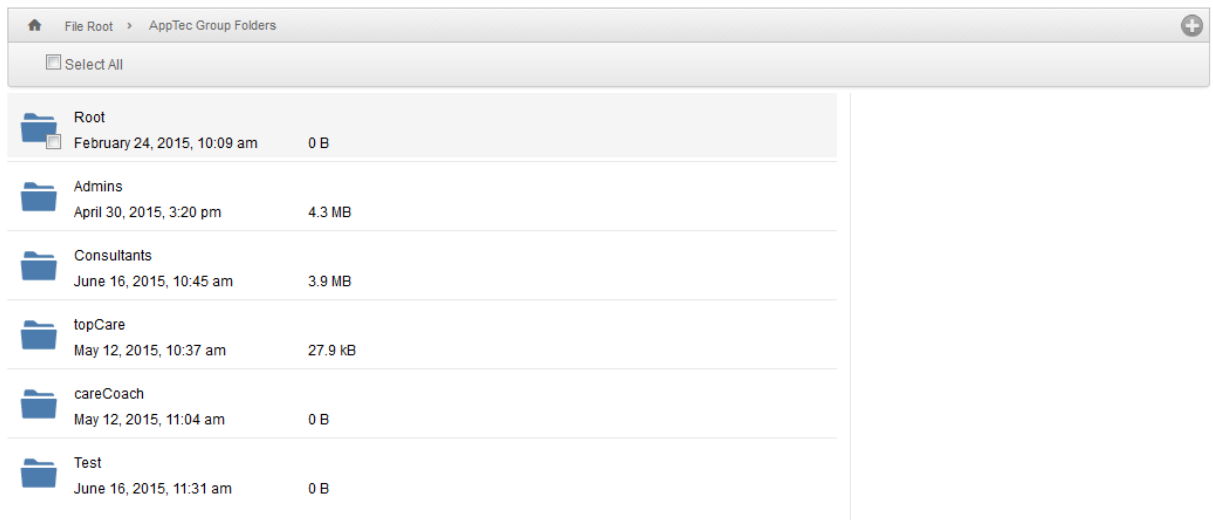 File Root > AppTec Group Folders
Select All
Root
February 24, 2015, 10:09 am 0 B
Admins
April 30, 2015, 3:20 pm 4.3 MB
Consultants
June 16, 2015, 10:45 am 3.9 MB
topCare
May 12, 2015, 10:37 am 27.9 kB
careCoach
May 12, 2015, 11:04 am 0 B
Test
June 16, 2015, 11:31 am 0 B